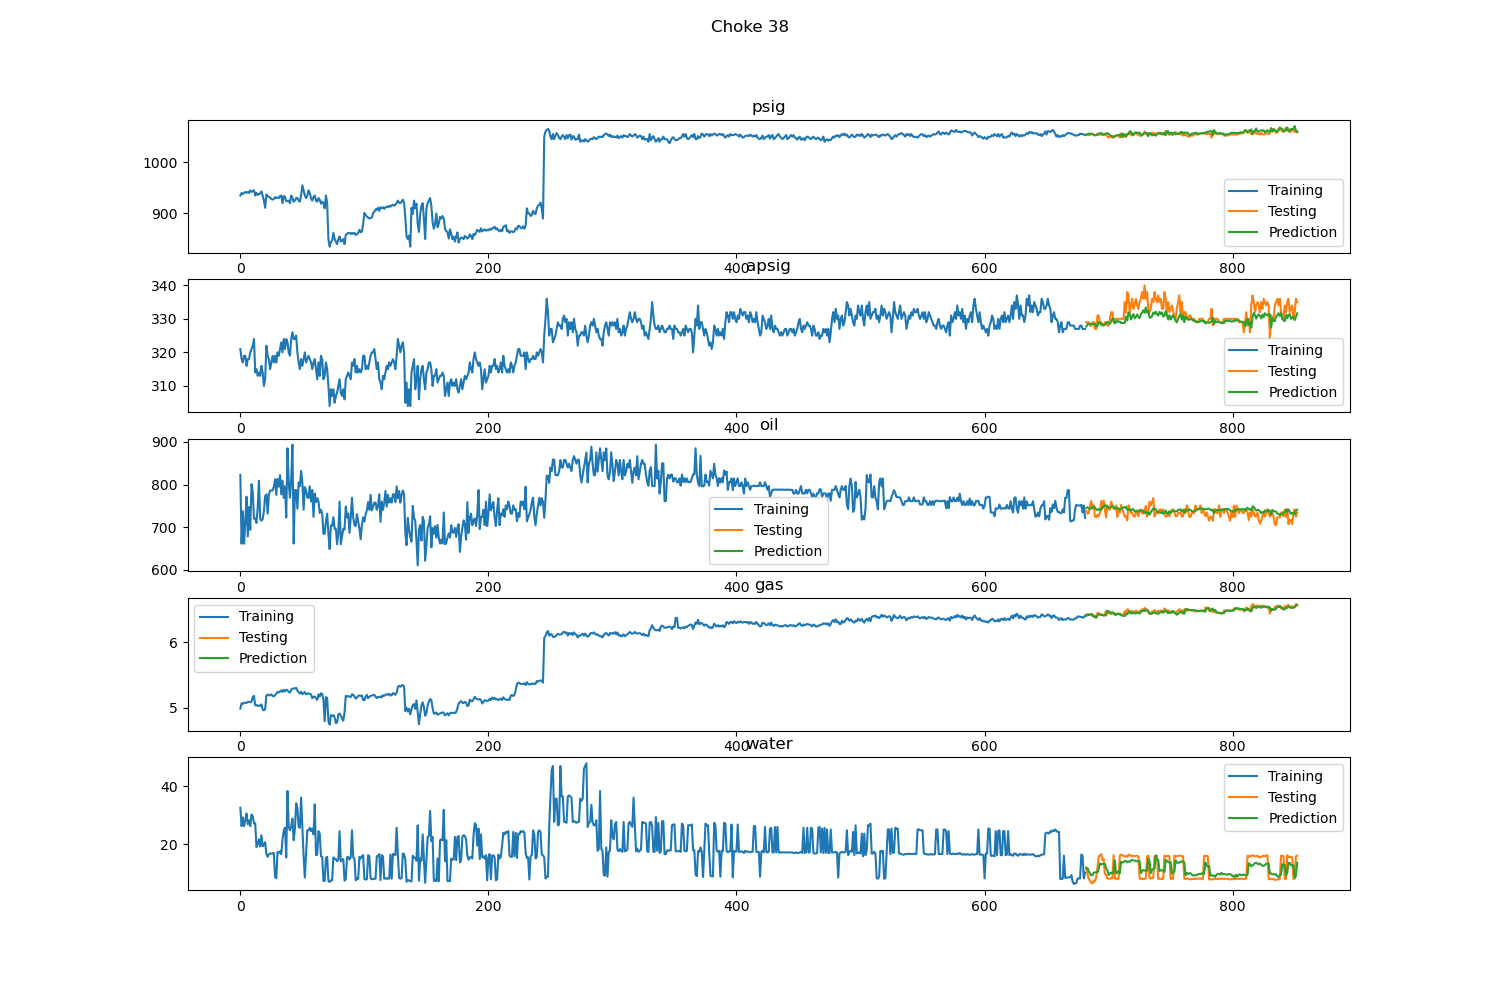 Choke 38
psig
1000
900
Training
Testing
Prediction
0 200 400 600 800
apsig
340
330
320
310
Training
Testing
Prediction
0 200 400 600 800
oil
900
800
700
600
Training
Testing
Prediction
0 200 400 600 800
gas
6
5
Training
Testing
Prediction
0 200 400 600 800
water
40
20
Training
Testing
Prediction
0 200 400 600 800